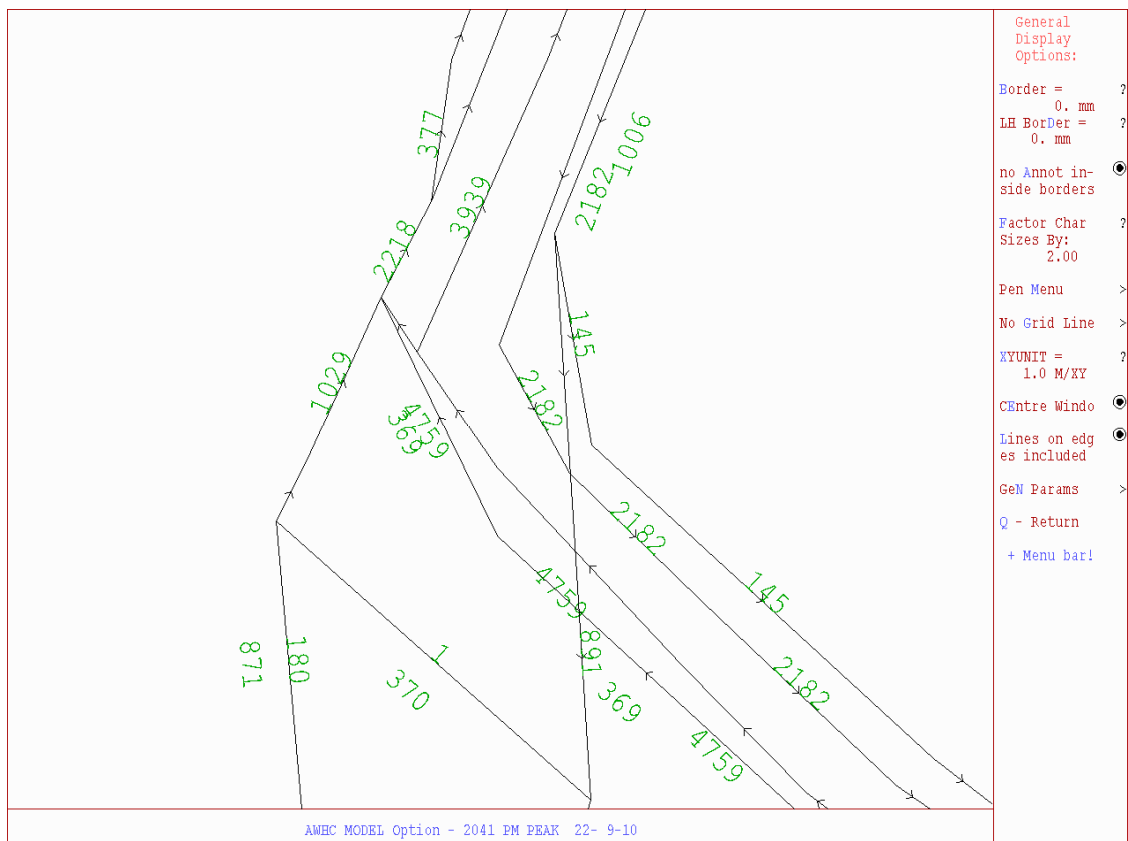 377
3939
2218
2182
1006
145
1029
4759
369
2182
2182
145
4759
891
2182
871
180
1
370
369
4759
AWHC MODEL Option - 2041 PM PEAK 22- 9-10
General
Display
Options:
Border = ?
0. mm
LH BorDer = ?
0. mm
no Annot in-
side borders
Factor Char ?
Sizes By:
2.00
Pen Menu >
No Grid Line >
XYUNIT = ?
1.0 M/XY
CEntre Windo
Lines on edg
es included
GeN Params >
Q - Return
+ Menu bar!